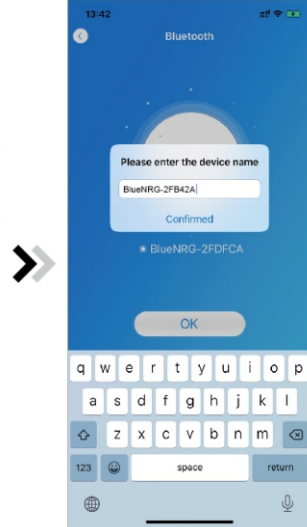 13:42
Bluetooth
Please enter the device name
BlueNRG-2FB42A
Confirmed
BlueNRG-2FDFCA
OK
q w e r t y u i o p
a s d f g h j k l
z x c v b n m
123 space return